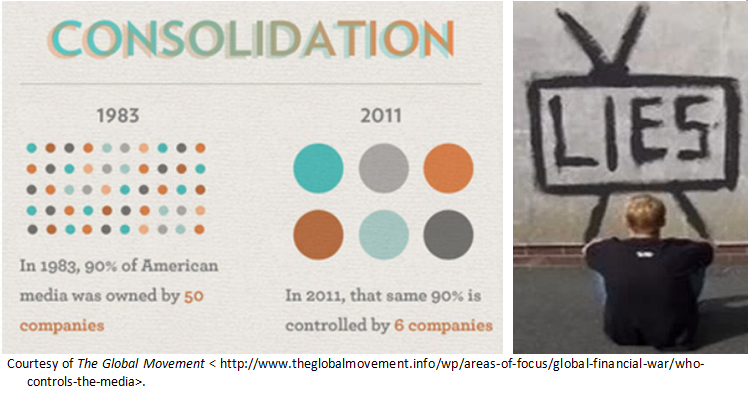 CONSOLIDATION
1983
2011
In 1983, 90% of American
media was owned by 50
companies
In 2011, that same 90% is
controlled by 6 companies
LIES
Courtesy of The Global Movement < http://www.theglobalmovement.info/wp/areas-of-focus/global-financial-war/who-
controls-the-media>.